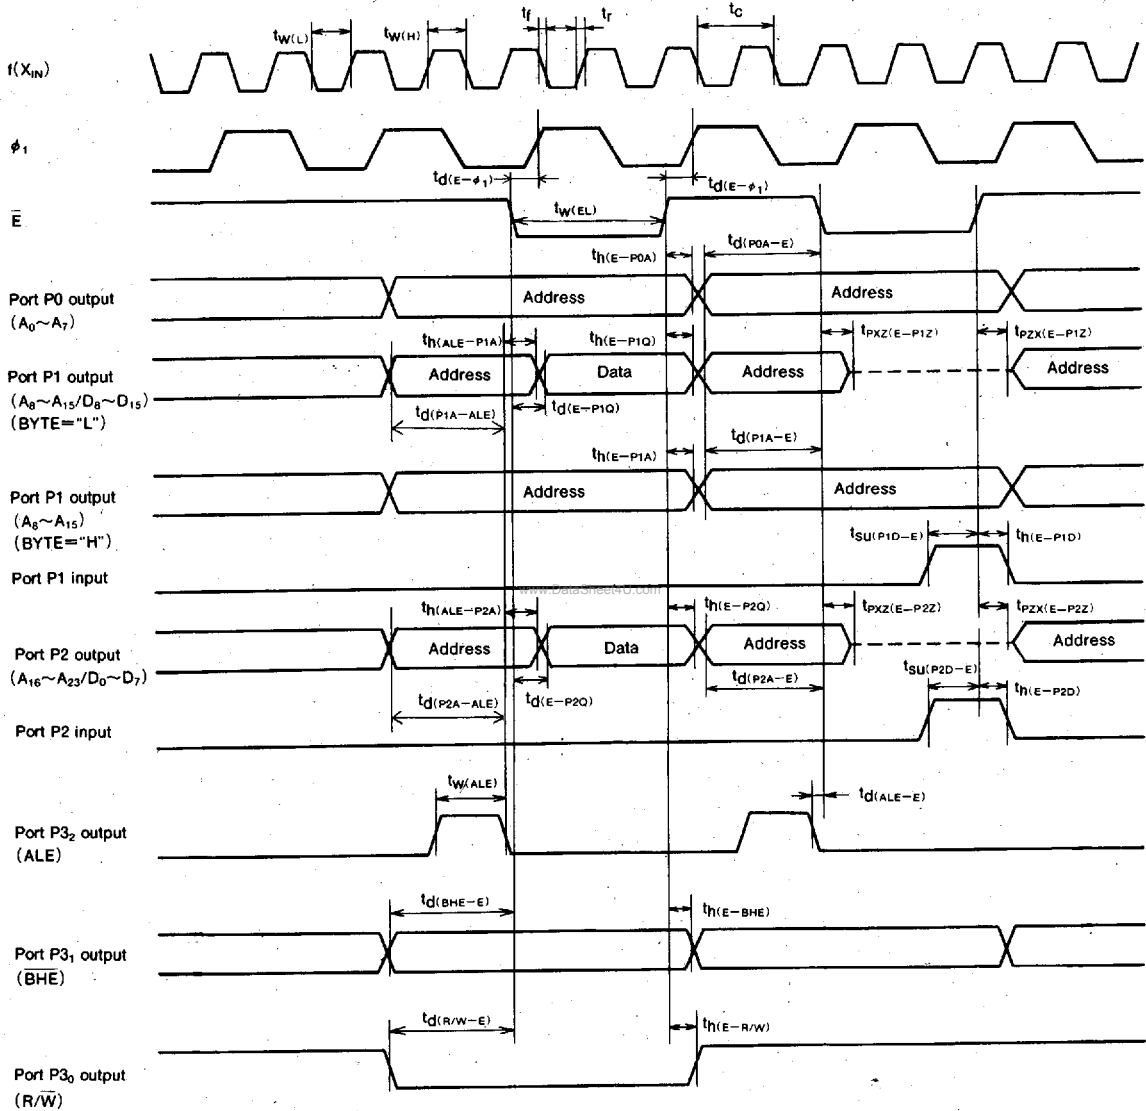 tf tr tC
tW(L) tW(H)
f(XIN)
ϕ1
td(E−ϕ1) td(E−ϕ1)
tW(EL)
E̅
td(P0A−E)
th(E−P0A)
Port P0 output Address Address
(A0∼A7)
th(ALE−P1A) th(E−P1Q) tPXZ(E−P1Z) tPZX(E−P1Z)
Port P1 output Address Data Address Address
(A8∼A15/D8∼D15)
(BYTE="L") td(P1A−ALE) td(E−P1Q)
th(E−P1A) td(P1A−E)
Port P1 output Address Address
(A8∼A15)
(BYTE="H") tsu(P1D−E) th(E−P1D)
Port P1 input
www.DataSheet4U.com
th(ALE−P2A) th(E−P2Q) tPXZ(E−P2Z) tPZX(E−P2Z)
Port P2 output Address Data Address Address
(A16∼A23/D0∼D7) tsu(P2D−E)
td(P2A−ALE) td(E−P2Q) td(P2A−E) th(E−P2D)
Port P2 input
tW(ALE) td(ALE−E)
Port P32 output
(ALE)
td(BHE−E) th(E−BHE)
Port P31 output
(B̅H̅E̅)
td(R/W−E) th(E−R/W)
Port P30 output
(R/W̅)